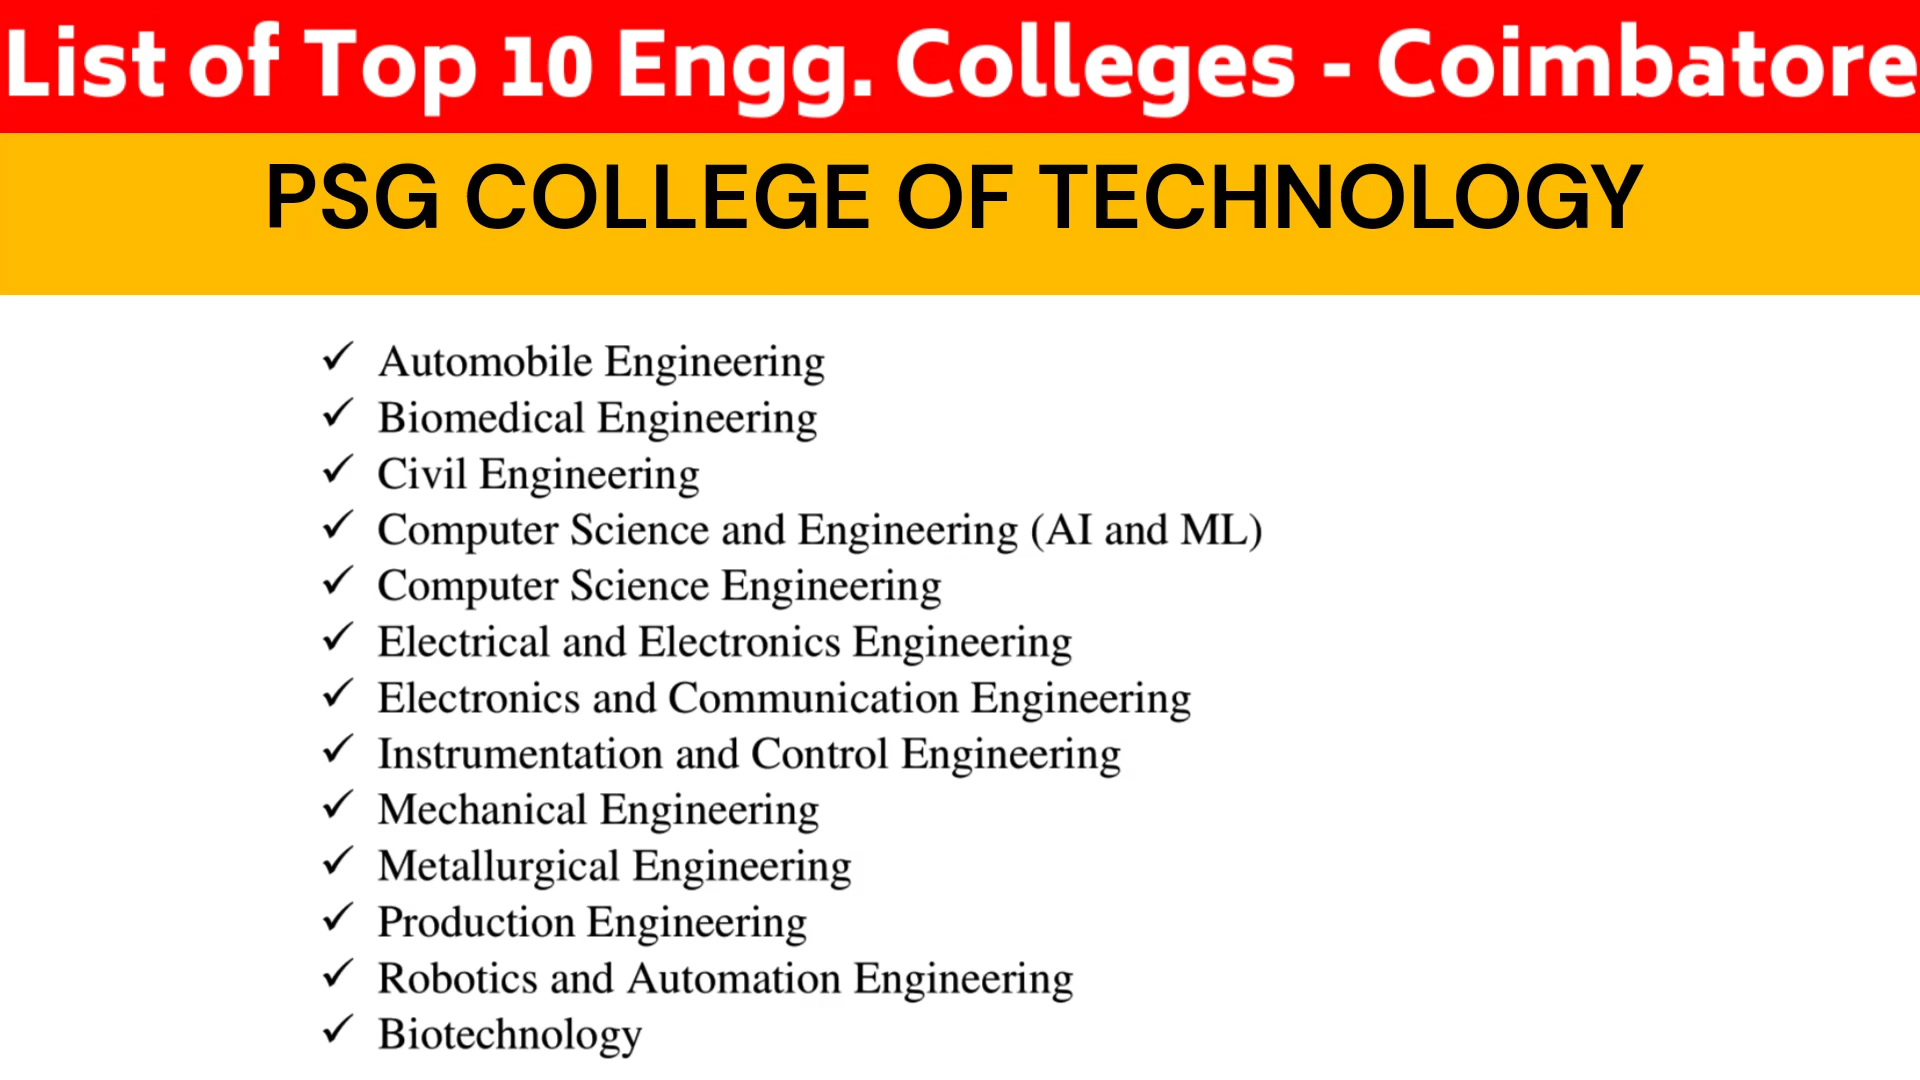 List of Top 10 Engg. Colleges - Coimbatore
PSG COLLEGE OF TECHNOLOGY
✓ Automobile Engineering
✓ Biomedical Engineering
✓ Civil Engineering
✓ Computer Science and Engineering (AI and ML)
✓ Computer Science Engineering
✓ Electrical and Electronics Engineering
✓ Electronics and Communication Engineering
✓ Instrumentation and Control Engineering
✓ Mechanical Engineering
✓ Metallurgical Engineering
✓ Production Engineering
✓ Robotics and Automation Engineering
✓ Biotechnology